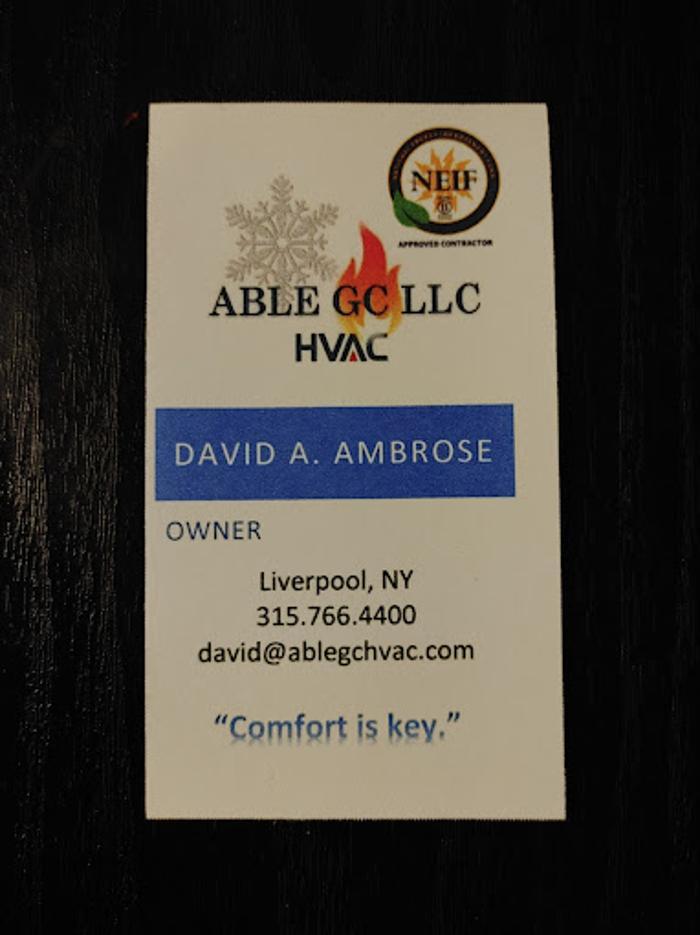 NEIF
APPROVED CONTRACTOR
ABLE GC LLC
HVAC
DAVID A. AMBROSE
OWNER
Liverpool, NY
315.766.4400
david@ablegchvac.com
“Comfort is key.”